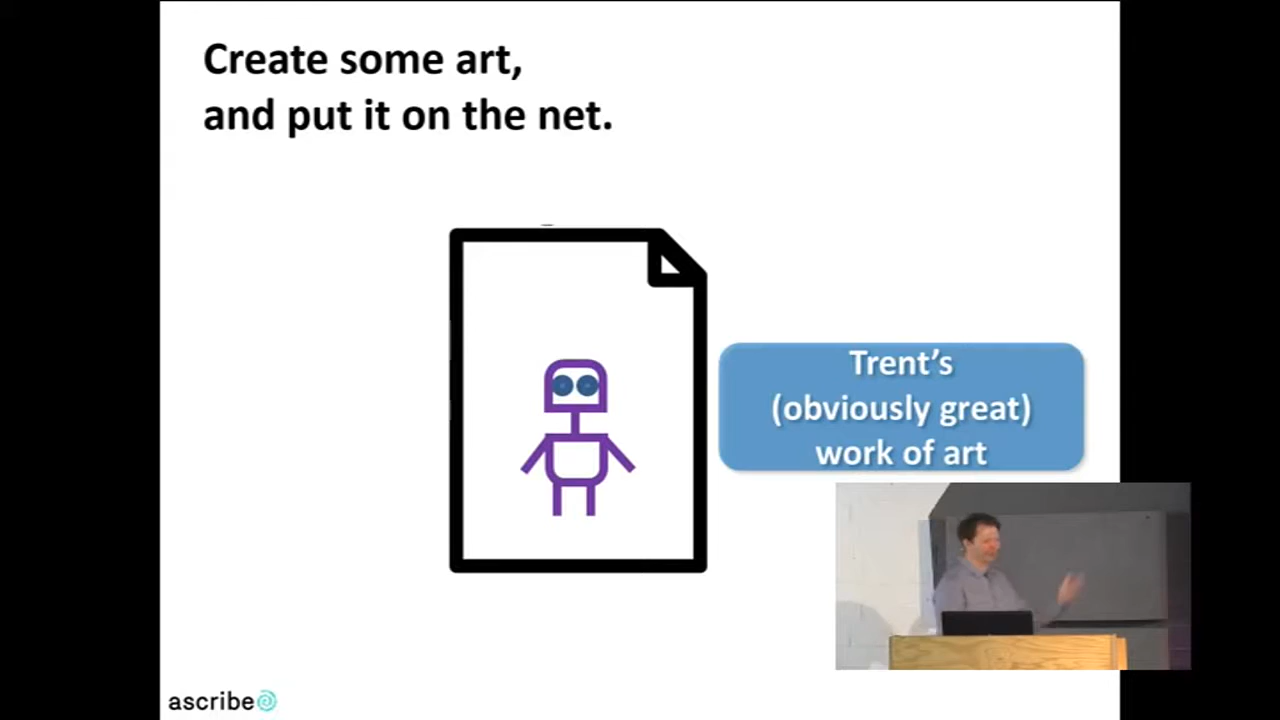 Create some art,
and put it on the net.
Trent's
(obviously great)
work of art
ascribe